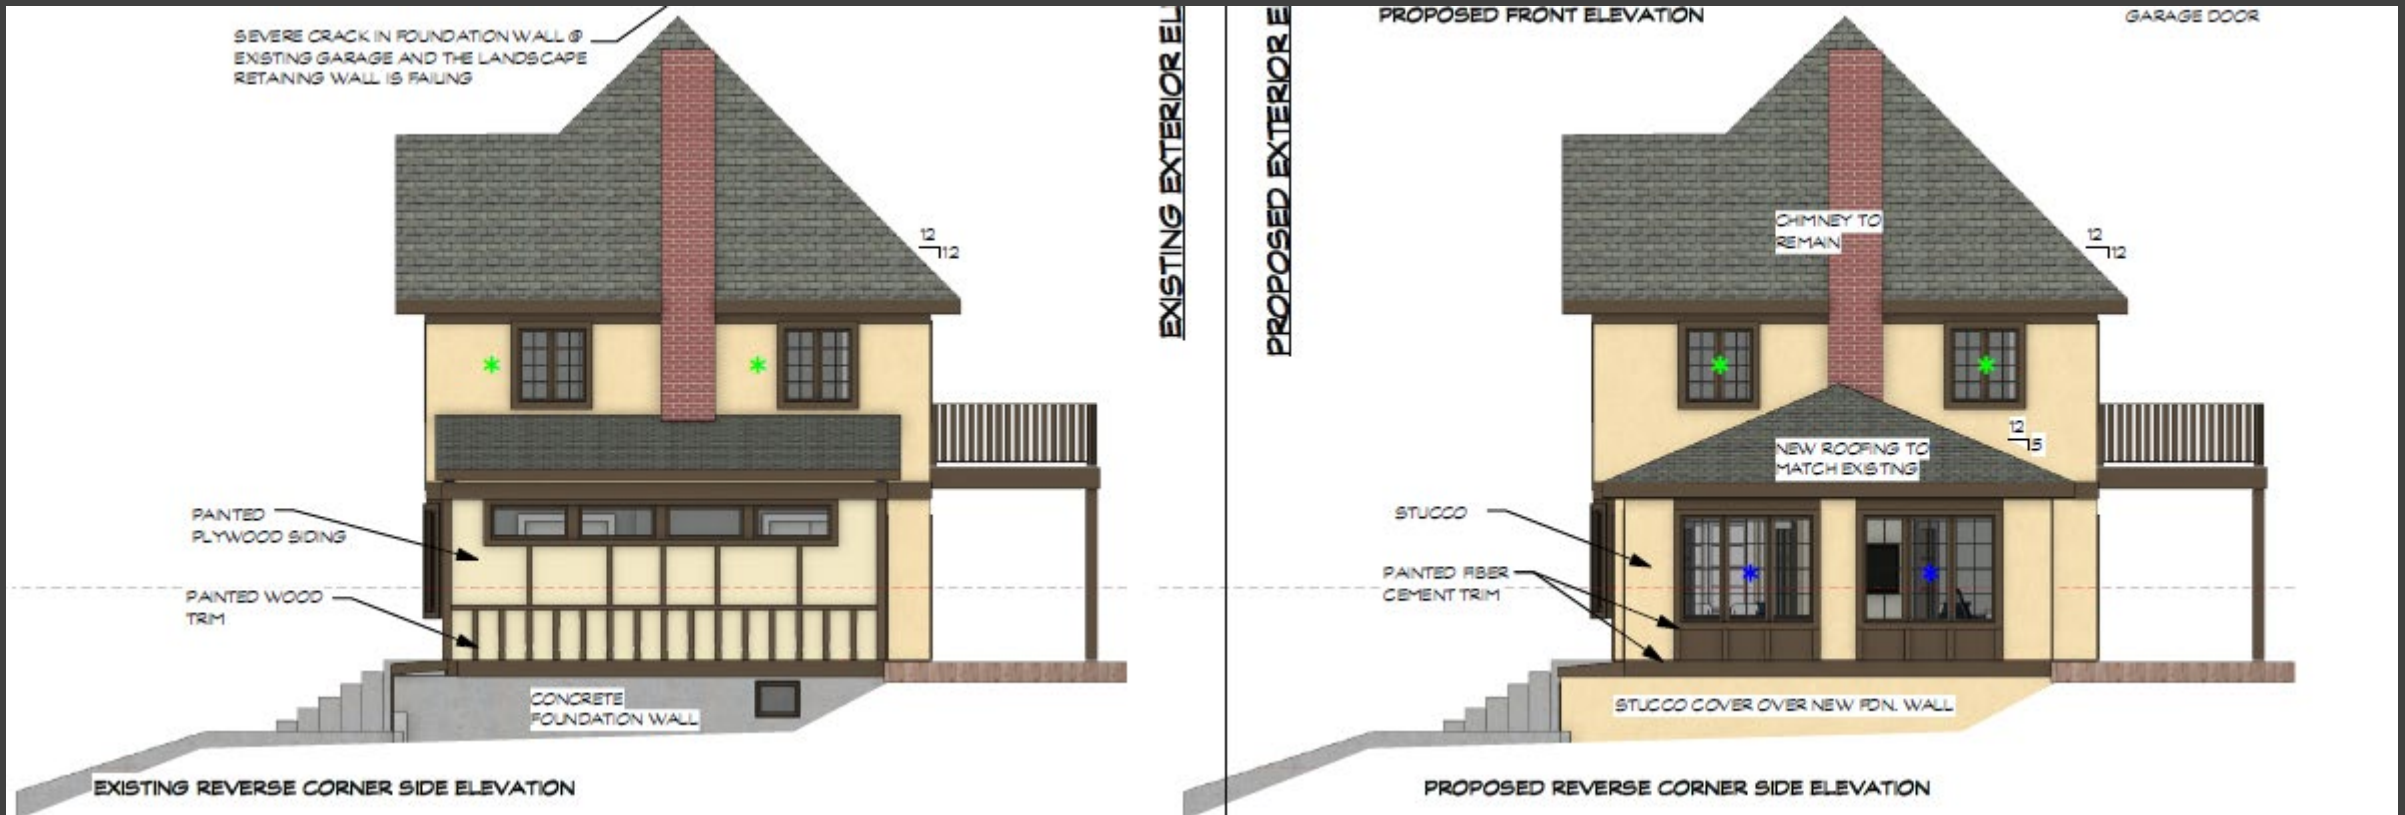 SEVERE CRACK IN FOUNDATION WALL @
EXISTING GARAGE AND THE LANDSCAPE
RETAINING WALL IS FAILING
12
12
PAINTED
PLYWOOD SIDING
PAINTED WOOD
TRIM
CONCRETE
FOUNDATION WALL
EXISTING REVERSE CORNER SIDE ELEVATION
EXISTING EXTERIOR EL
PROPOSED EXTERIOR E
PROPOSED FRONT ELEVATION
GARAGE DOOR
CHIMNEY TO
REMAIN
12
12
12
5
NEW ROOFING TO
MATCH EXISTING
STUCCO
PAINTED FIBER
CEMENT TRIM
STUCCO COVER OVER NEW FDN. WALL
PROPOSED REVERSE CORNER SIDE ELEVATION